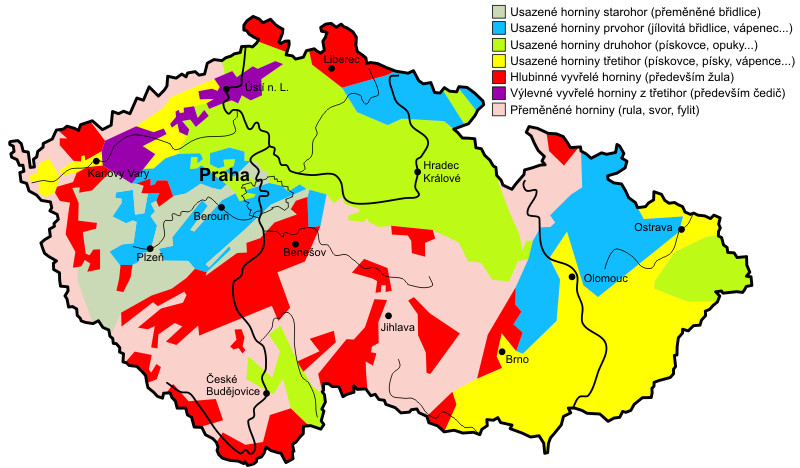 Usazené horniny starohor (přeměněné břidlice)
Usazené horniny prvohor (jílovitá břidlice, vápenec...)
Usazené horniny druhohor (pískovce, opuky...)
Usazené horniny třetihor (pískovce, písky, vápence...)
Hlubinné vyvřelé horniny (především žula)
Výlevné vyvřelé horniny z třetihor (především čedič)
Přeměněné horniny (rula, svor, fylit)
Liberec
Ústí n. L.
Karlovy Vary
Praha
Hradec
Králové
Beroun
Ostrava
Plzeň
Benešov
Olomouc
Jihlava
Brno
České
Budějovice